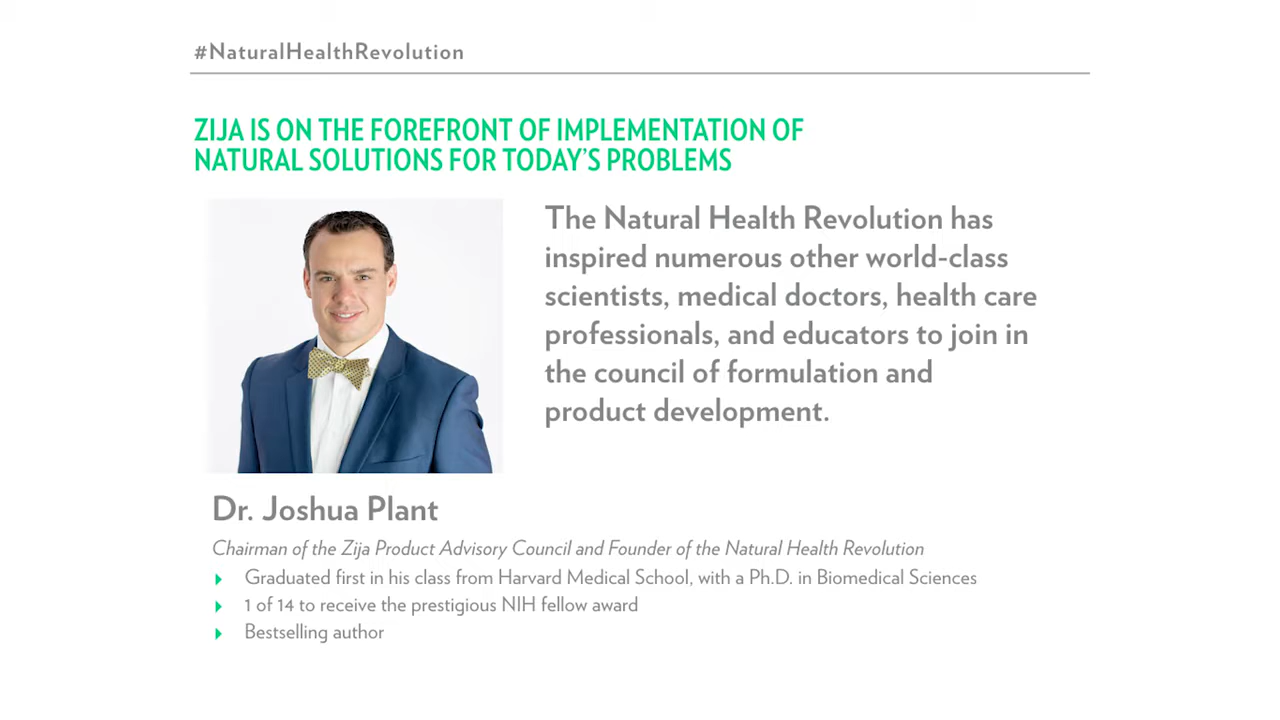 #NaturalHealthRevolution
ZIJA IS ON THE FOREFRONT OF IMPLEMENTATION OF
NATURAL SOLUTIONS FOR TODAY'S PROBLEMS
The Natural Health Revolution has
inspired numerous other world-class
scientists, medical doctors, health care
professionals, and educators to join in
the council of formulation and
product development.
Dr. Joshua Plant
Chairman of the Zija Product Advisory Council and Founder of the Natural Health Revolution
Graduated first in his class from Harvard Medical School, with a Ph.D. in Biomedical Sciences
1 of 14 to receive the prestigious NIH fellow award
Bestselling author